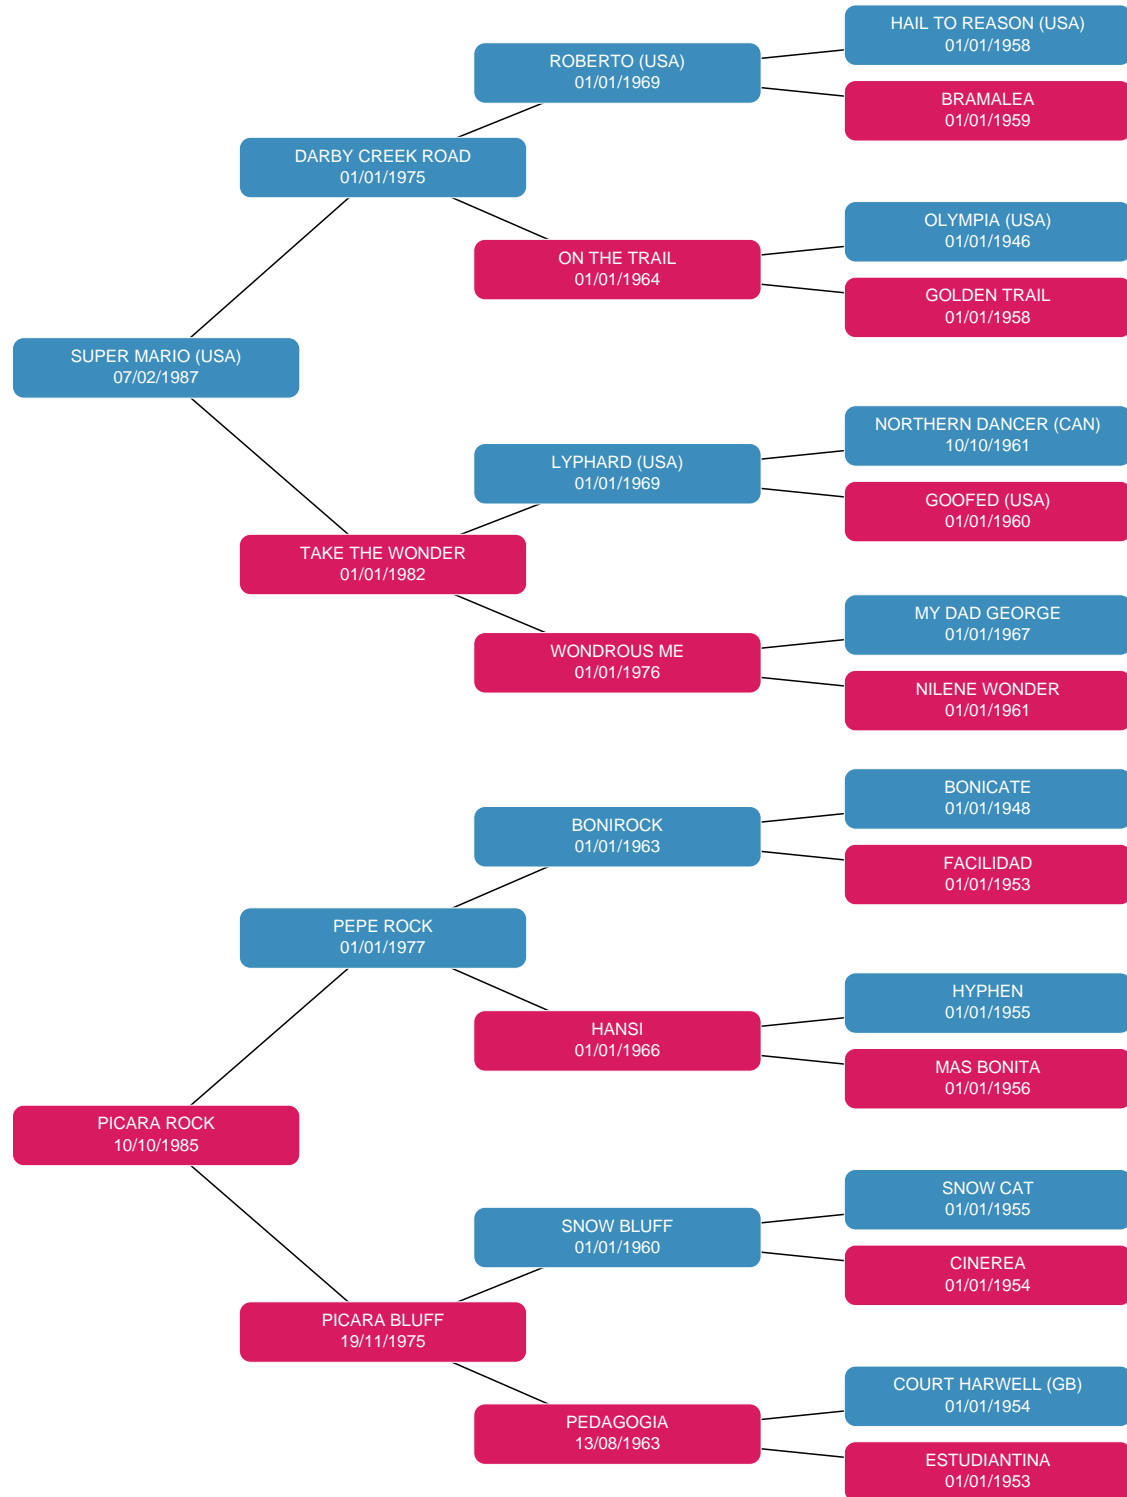 HAIL TO REASON (USA)
01/01/1958
ROBERTO (USA)
01/01/1969
BRAMALEA
01/01/1959
DARBY CREEK ROAD
01/01/1975
OLYMPIA (USA)
01/01/1946
ON THE TRAIL
01/01/1964
GOLDEN TRAIL
01/01/1958
SUPER MARIO (USA)
07/02/1987
NORTHERN DANCER (CAN)
10/10/1961
LYPHARD (USA)
01/01/1969
GOOFED (USA)
01/01/1960
TAKE THE WONDER
01/01/1982
MY DAD GEORGE
01/01/1967
WONDROUS ME
01/01/1976
NILENE WONDER
01/01/1961
BONICATE
01/01/1948
BONIROCK
01/01/1963
FACILIDAD
01/01/1953
PEPE ROCK
01/01/1977
HYPHEN
01/01/1955
HANSI
01/01/1966
MAS BONITA
01/01/1956
PICARA ROCK
10/10/1985
SNOW CAT
01/01/1955
SNOW BLUFF
01/01/1960
CINEREA
01/01/1954
PICARA BLUFF
19/11/1975
COURT HARWELL (GB)
01/01/1954
PEDAGOGIA
13/08/1963
ESTUDIANTINA
01/01/1953